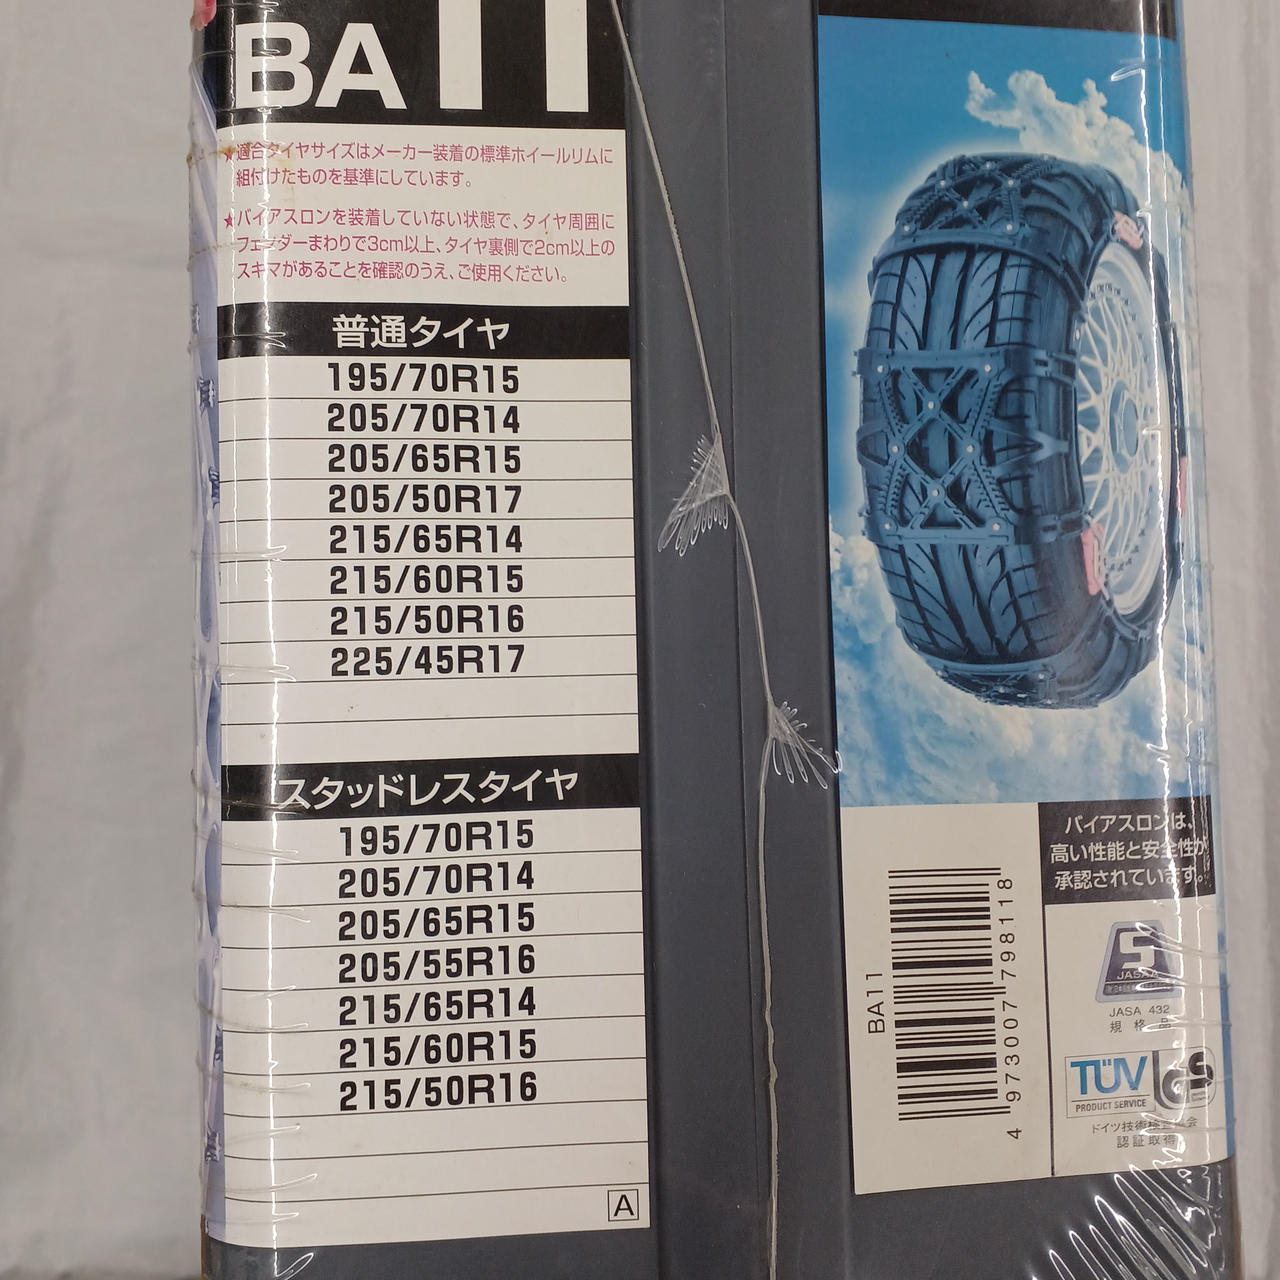 BA11
★適合タイヤサイズはメーカー装着の標準ホイールリムに
組付けたものを基準にしています。
★バイアスロンを装着していない状態で、タイヤ周囲に
フェンダーまわりで3cm以上、タイヤ裏側で2cm以上の
スキマがあることを確認のうえ、ご使用ください。
普通タイヤ
195/70R15
205/70R14
205/65R15
205/50R17
215/65R14
215/60R15
215/50R16
225/45R17
スタッドレスタイヤ
195/70R15
205/70R14
205/65R15
205/55R16
215/65R14
215/60R15
215/50R16
A
BA11
4973007798118
バイアスロンは、
高い性能と安全性が
承認されています。
JASAA
JASA 432
規格品
TÜV
PRODUCT SERVICE
GS
ドイツ技術検査協会
認証取得